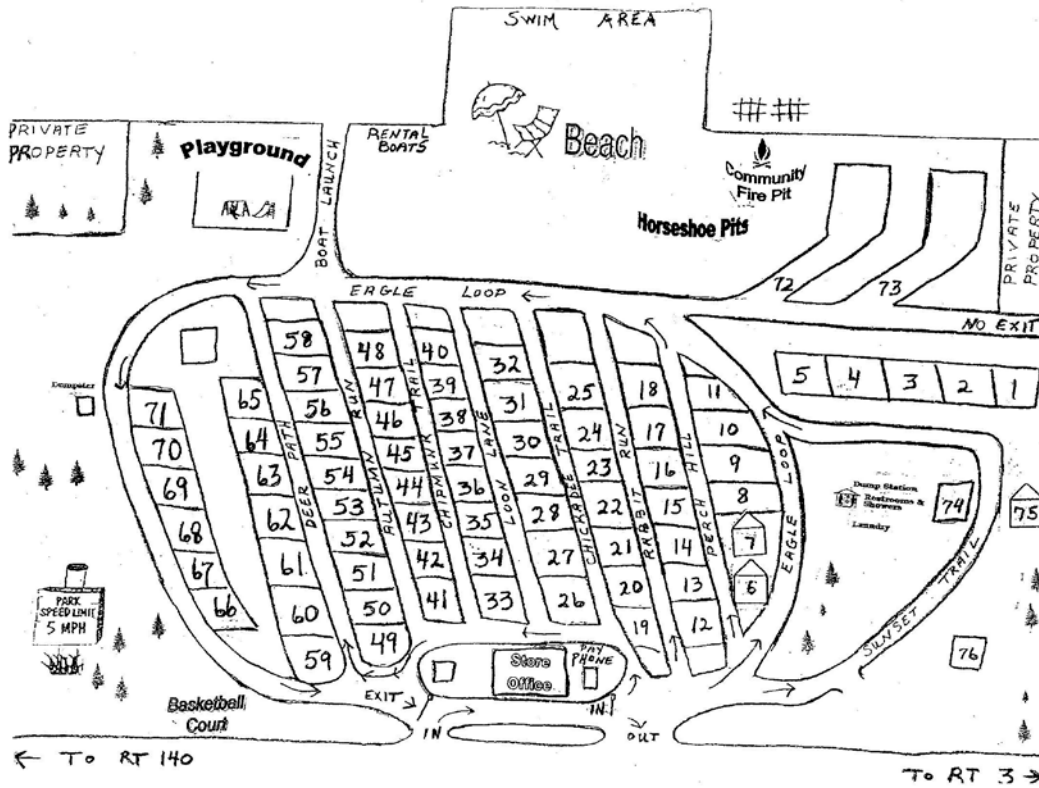 SWIM AREA
PRIVATE
PROPERTY
Playground
AREA
BOAT LAUNCH
RENTAL
BOATS
Beach
Community
Fire Pit
Horseshoe Pits
PRIVATE
PROPERTY
72
73
EAGLE LOOP
NO EXIT
5 4 3 2 1
Dumpster
71
70
69
68
67
66
65
64
63
62
61
60
59
DEER PATH
58
57
56
55
54
53
52
51
50
49
AUTUMAN RUN
48
47
46
45
44
43
42
41
CHIPMUNK TRAIL
40
39
38
37
36
35
34
33
LOON LANE
32
31
30
29
28
27
26
CHICKADEE TRAIL
25
24
23
22
21
20
19
RABBIT RUN
18
17
16
15
14
13
12
PERCH HILL
11
10
9
8
7
6
EAGLE LOOP
Dump Station
Restrooms &
Showers
Laundry
74
75
SUNSET TRAIL
76
PARK
SPEED LIMIT
5 MPH
Basketball
Court
Store
Office
PAY
PHONE
EXIT
IN
IN
OUT
← TO RT 140
TO RT 3 →